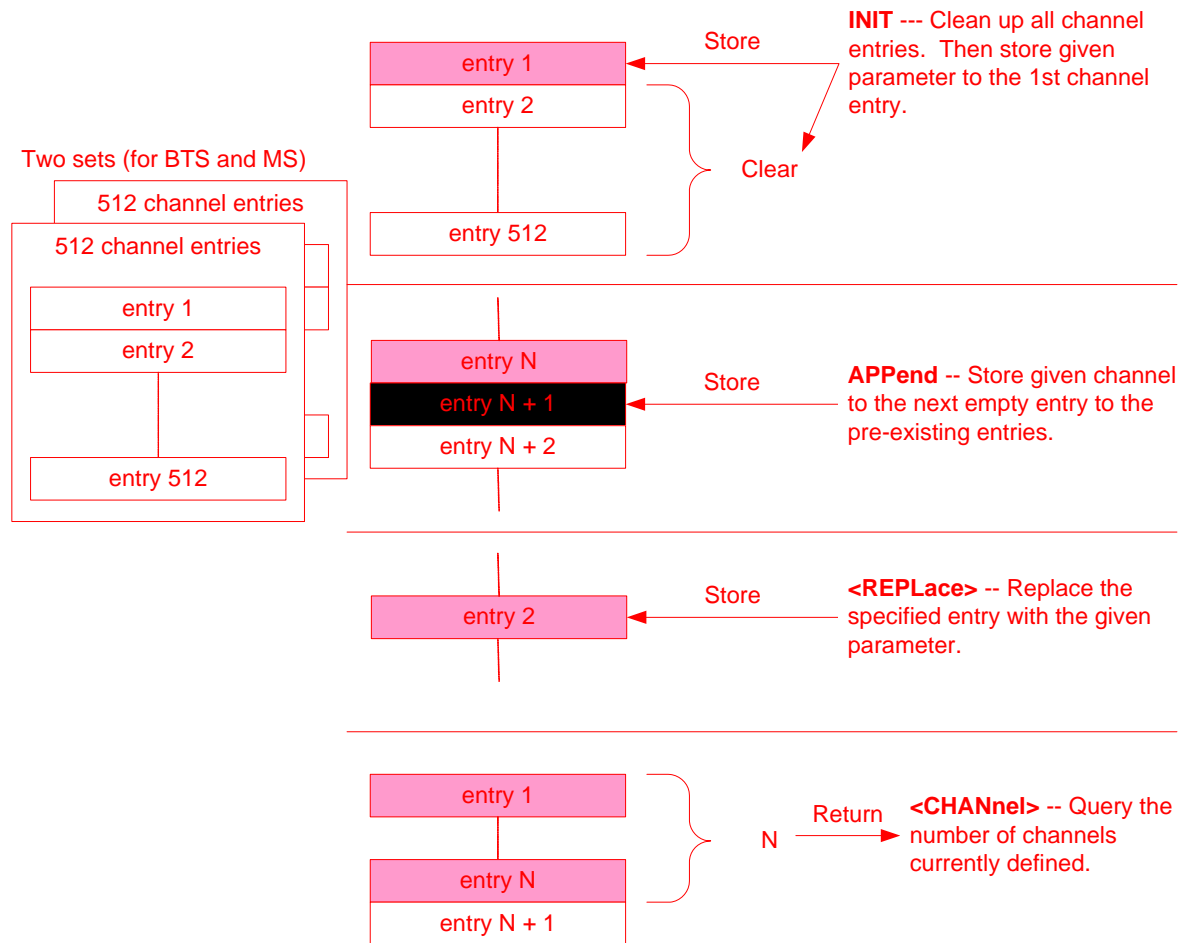 Two sets (for BTS and MS)
512 channel entries
512 channel entries
entry 1
entry 2
entry 512
entry 1
entry 2
entry 512
Store
Clear
INIT --- Clean up all channel
entries. Then store given
parameter to the 1st channel
entry.
entry N
entry N + 1
entry N + 2
Store
APPend -- Store given channel
to the next empty entry to the
pre-existing entries.
entry 2
Store
<REPLace> -- Replace the
specified entry with the given
parameter.
entry 1
entry N
entry N + 1
N
Return
<CHANnel> -- Query the
number of channels
currently defined.